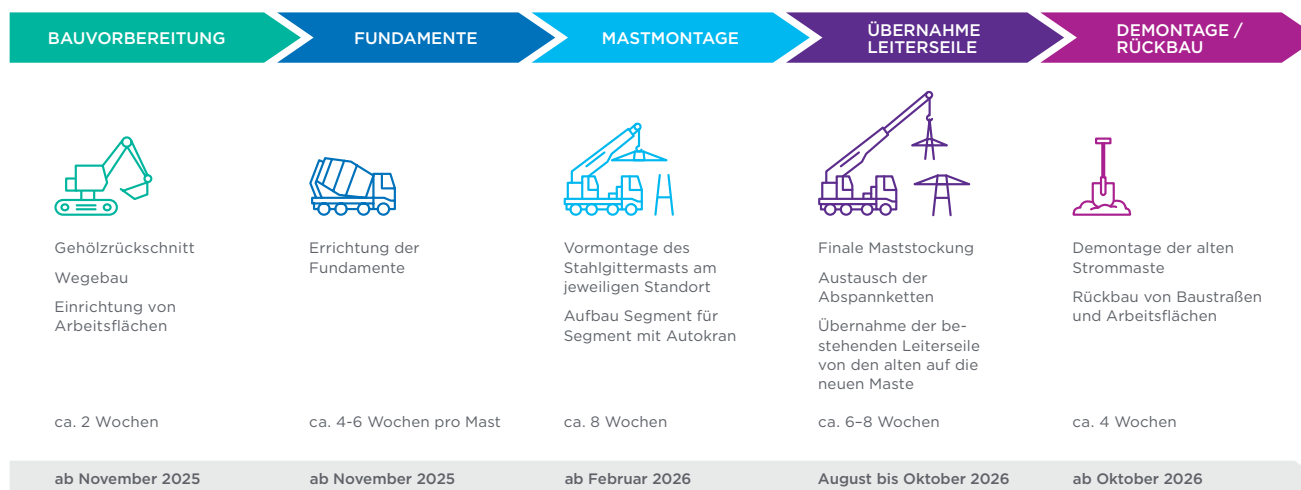 BAUVORBEREITUNG
FUNDAMENTE
MASTMONTAGE
ÜBERNAHME
LEITERSEILE
DEMONTAGE /
RÜCKBAU
Gehölzrückschnitt
Wegebau
Einrichtung von
Arbeitsflächen
Errichtung der
Fundamente
Vormontage des
Stahlgittermasts am
jeweiligen Standort
Aufbau Segment für
Segment mit Autokran
Finale Maststockung
Austausch der
Abspannketten
Übernahme der be-
stehenden Leiterseile
von den alten auf die
neuen Maste
Demontage der alten
Strommaste
Rückbau von Baustraßen
und Arbeitsflächen
ca. 2 Wochen
ca. 4-6 Wochen pro Mast
ca. 8 Wochen
ca. 6–8 Wochen
ca. 4 Wochen
ab November 2025
ab November 2025
ab Februar 2026
August bis Oktober 2026
ab Oktober 2026